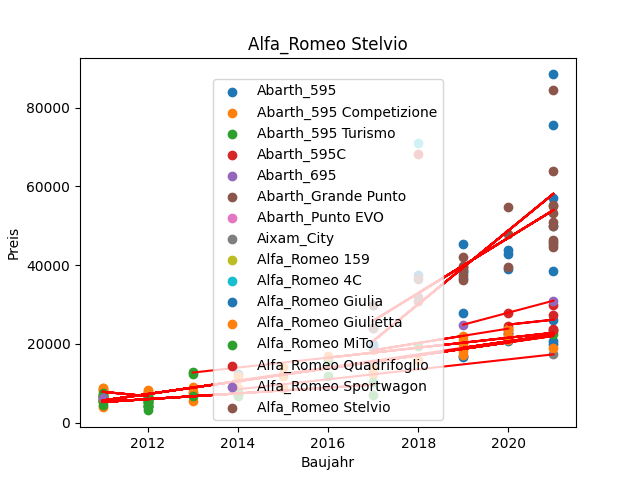 Alfa_Romeo Stelvio
Preis
80000
60000
40000
20000
0
Abarth_595
Abarth_595 Competizione
Abarth_595 Turismo
Abarth_595C
Abarth_695
Abarth_Grande Punto
Abarth_Punto EVO
Aixam_City
Alfa_Romeo 159
Alfa_Romeo 4C
Alfa_Romeo Giulia
Alfa_Romeo Giulietta
Alfa_Romeo MiTo
Alfa_Romeo Quadrifoglio
Alfa_Romeo Sportwagon
Alfa_Romeo Stelvio
2012 2014 2016 2018 2020
Baujahr